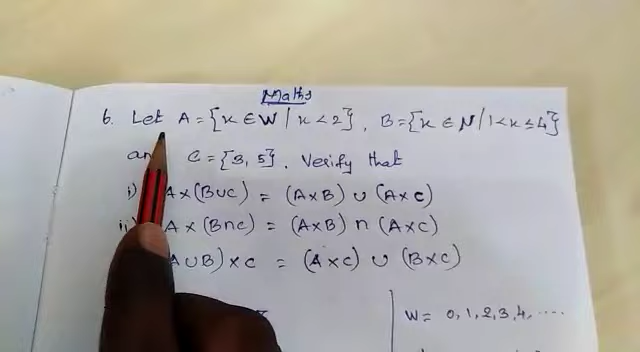 Maths
6. Let A = {x ∈ W / x < 2}, B = {x ∈ N / 1 < x ≤ 4}
C = {3, 5}. Verify that
i) A × (B ∪ C) = (A × B) ∪ (A × C)
A × (B ∩ C) = (A × B) ∩ (A × C)
A ∪ B) × C = (A × C) ∪ (B × C)
W = 0, 1, 2, 3, 4, .....